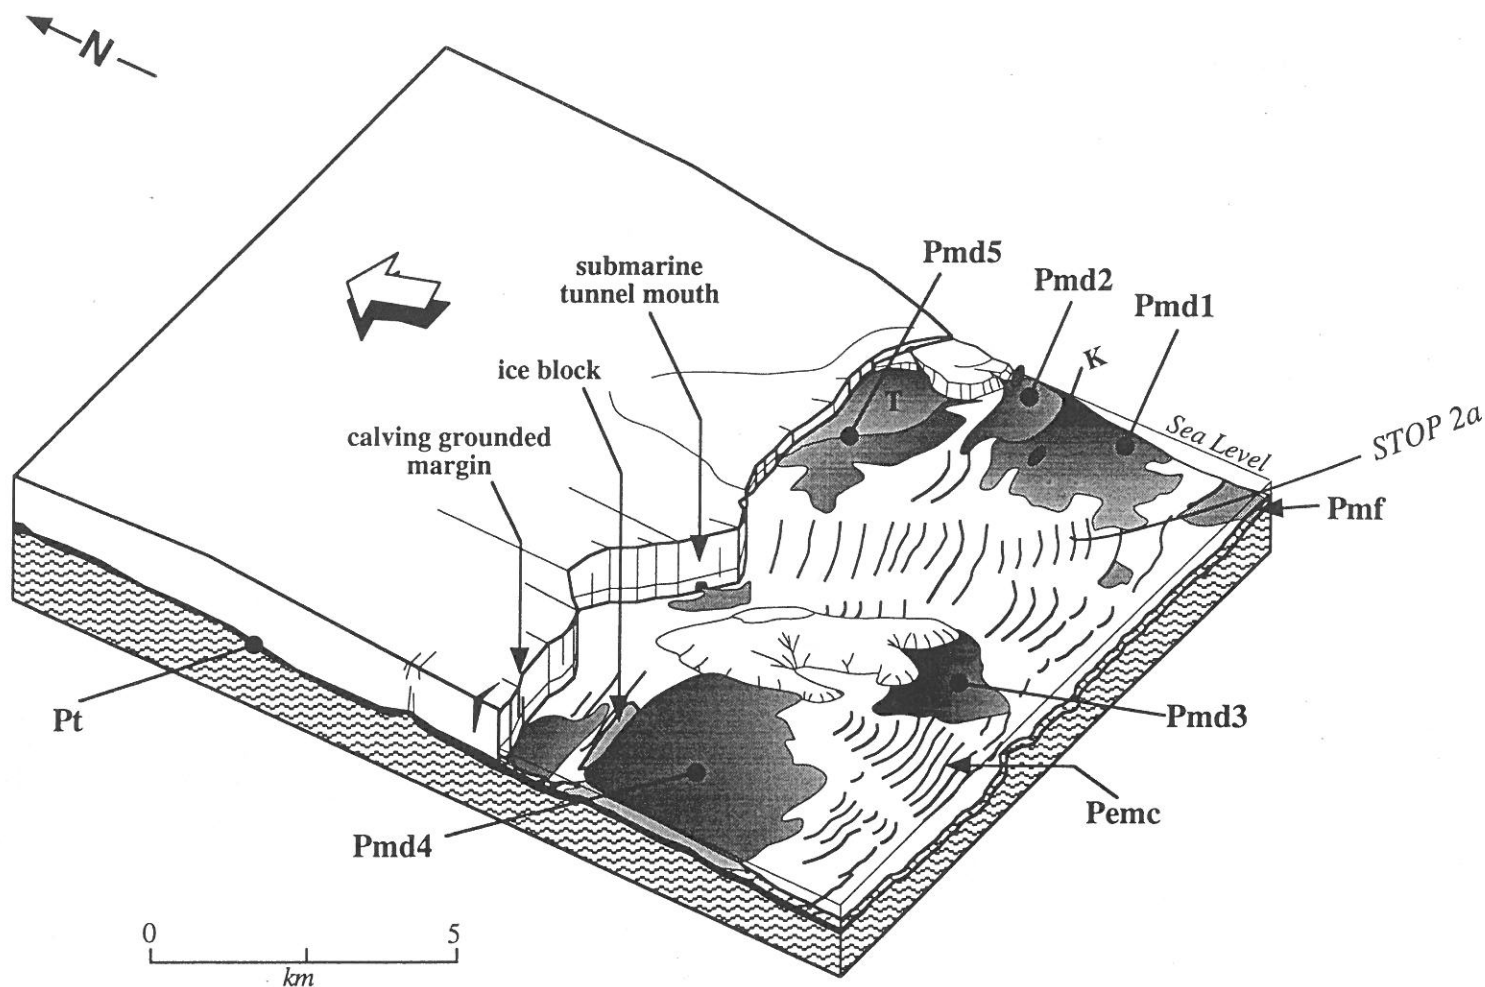 N
Pmd5
submarine
tunnel mouth
Pmd2
Pmd1
K
ice block
T
STOP 2a
Sea Level
calving grounded
margin
Pmf
Pt
Pmd3
Pemc
Pmd4
0 5
km